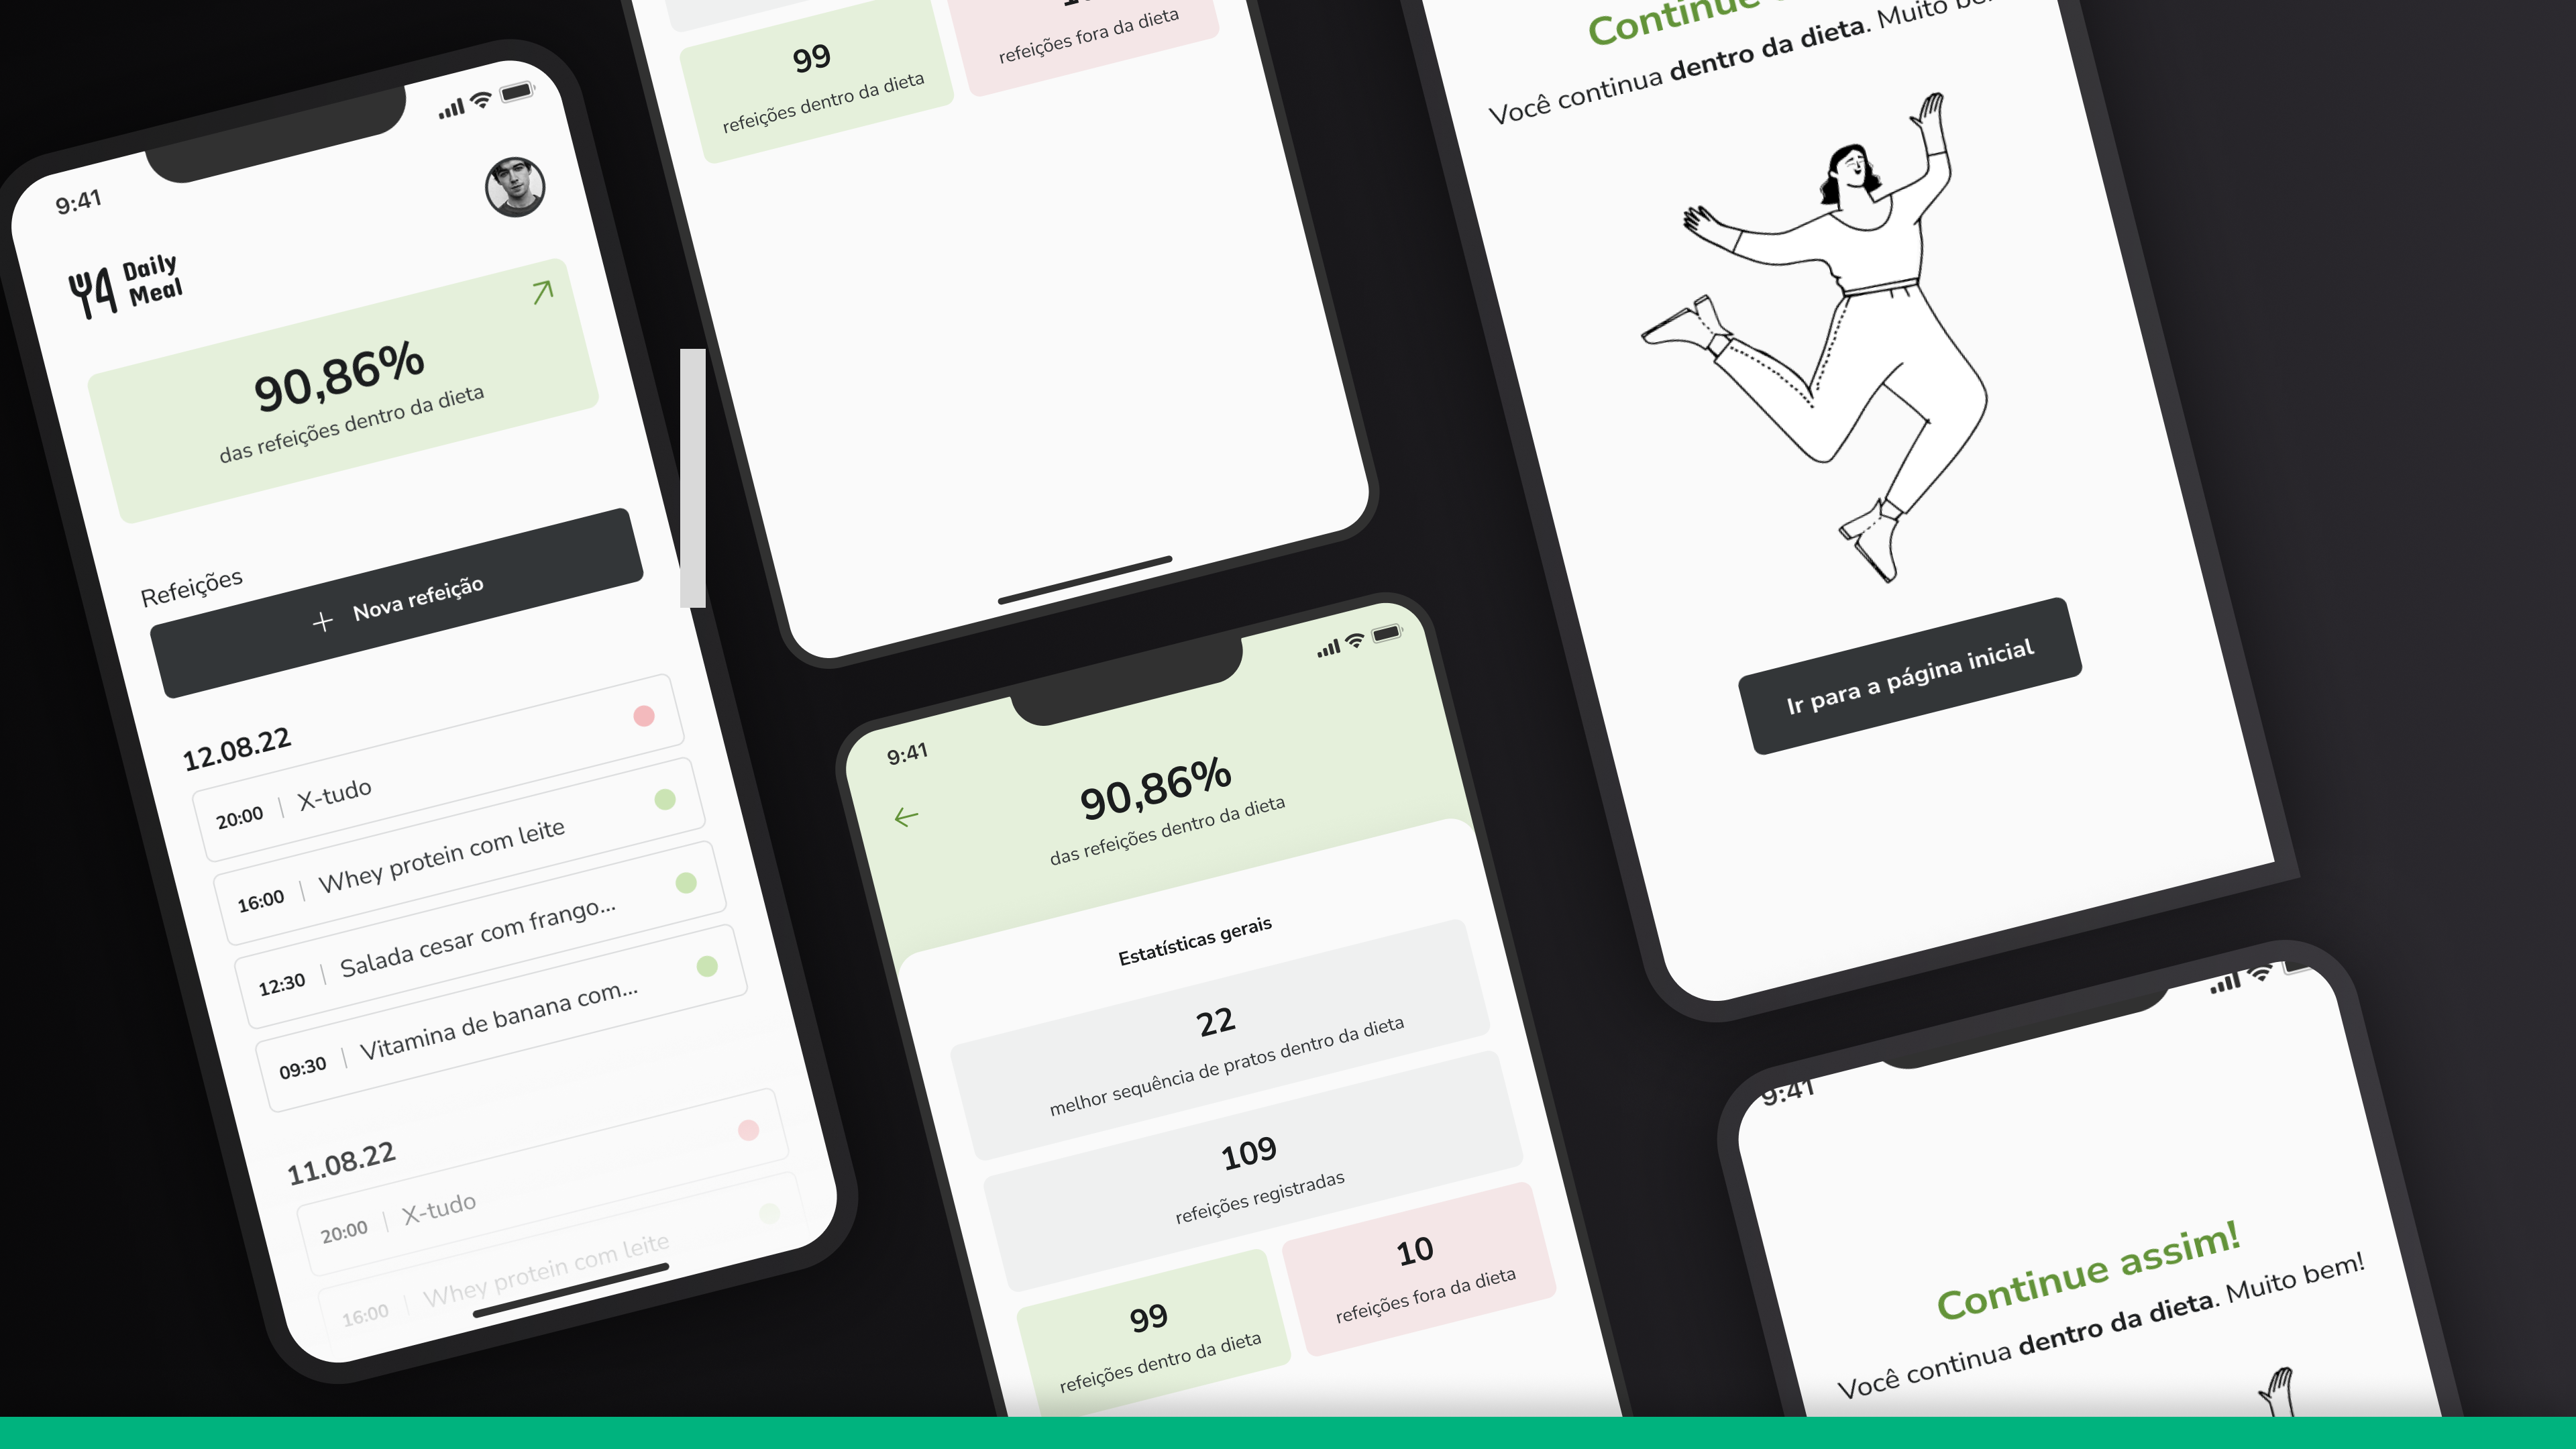 9:41
Daily
Meal
90,86%
das refeições dentro da dieta
Refeições
Nova refeição
12.08.22
20:00 | X-tudo
16:00 | Whey protein com leite
12:30 | Salada cesar com frango...
09:30 | Vitamina de banana com...
11.08.22
20:00 | X-tudo
16:00 | Whey protein com leite
99
refeições dentro da dieta
refeições fora da dieta
9:41
90,86%
das refeições dentro da dieta
Estatísticas gerais
22
melhor sequência de pratos dentro da dieta
109
refeições registradas
99
refeições dentro da dieta
10
refeições fora da dieta
Continue
Você continua dentro da dieta. Muito
Ir para a página inicial
9:41
Continue assim!
Você continua dentro da dieta. Muito bem!